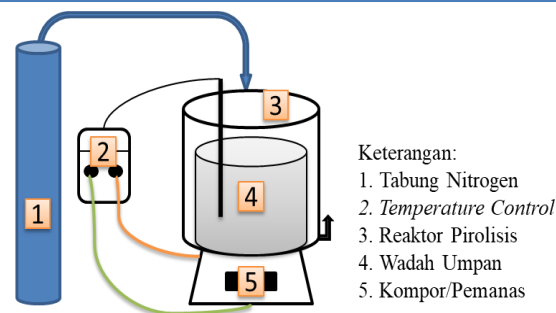 1
2
3
4
5
Keterangan:
1. Tabung Nitrogen
2. Temperature Control
3. Reaktor Pirolisis
4. Wadah Umpan
5. Kompor/Pemanas